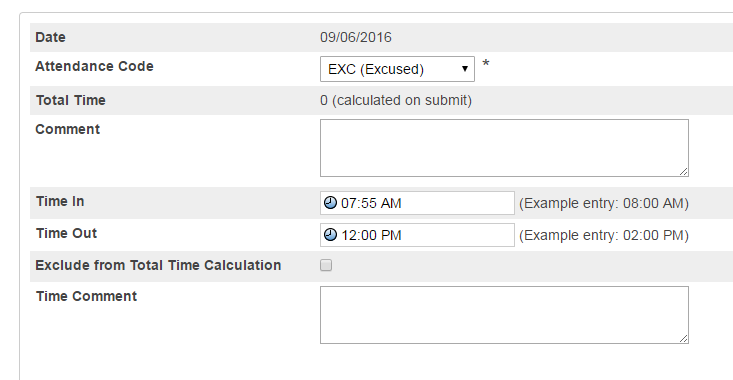 Date 09/06/2016
Attendance Code EXC (Excused) *
Total Time 0 (calculated on submit)
Comment
Time In 07:55 AM (Example entry: 08:00 AM)
Time Out 12:00 PM (Example entry: 02:00 PM)
Exclude from Total Time Calculation
Time Comment